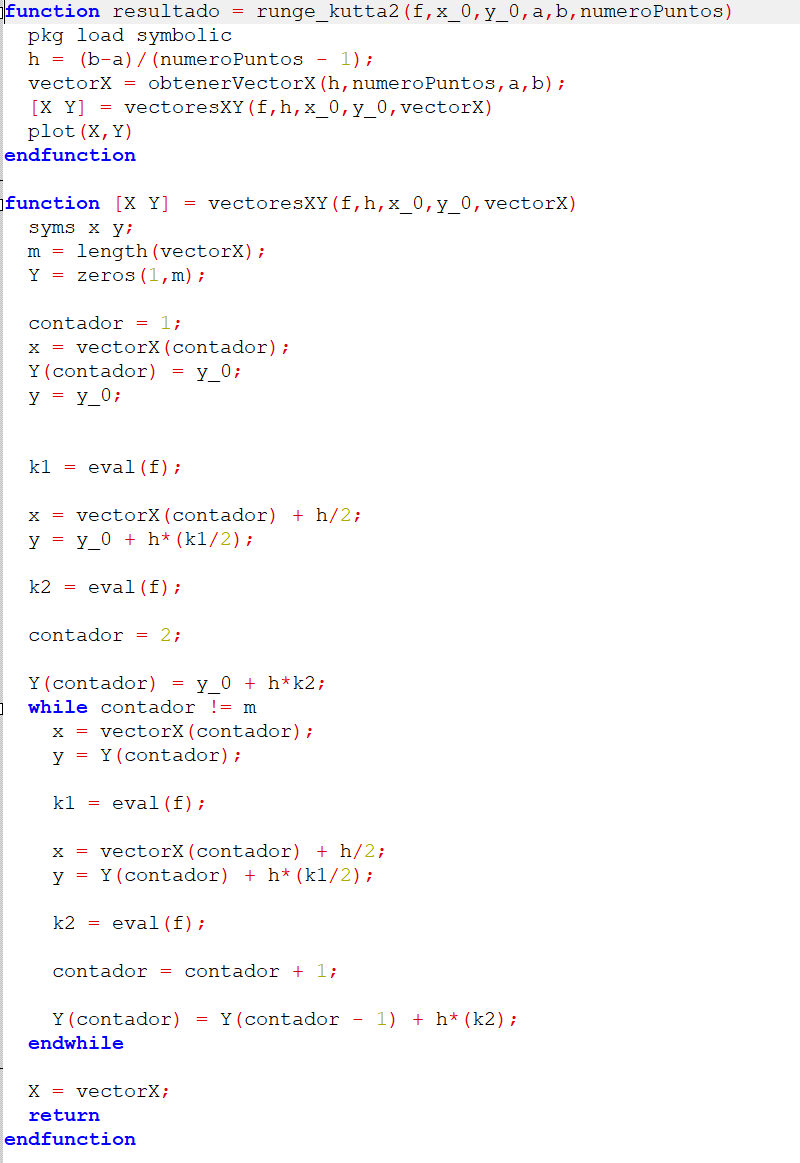 function resultado = runge_kutta2(f,x_0,y_0,a,b,numeroPuntos)
  pkg load symbolic
  h = (b-a)/(numeroPuntos - 1);
  vectorX = obtenerVectorX(h,numeroPuntos,a,b);
  [X Y] = vectoresXY(f,h,x_0,y_0,vectorX)
  plot(X,Y)
endfunction

function [X Y] = vectoresXY(f,h,x_0,y_0,vectorX)
  syms x y;
  m = length(vectorX);
  Y = zeros(1,m);

  contador = 1;
  x = vectorX(contador);
  Y(contador) = y_0;
  y = y_0;


  k1 = eval(f);

  x = vectorX(contador) + h/2;
  y = y_0 + h*(k1/2);

  k2 = eval(f);

  contador = 2;

  Y(contador) = y_0 + h*k2;
  while contador != m
    x = vectorX(contador);
    y = Y(contador);

    k1 = eval(f);

    x = vectorX(contador) + h/2;
    y = Y(contador) + h*(k1/2);

    k2 = eval(f);

    contador = contador + 1;

    Y(contador) = Y(contador - 1) + h*(k2);
  endwhile

  X = vectorX;
  return
endfunction